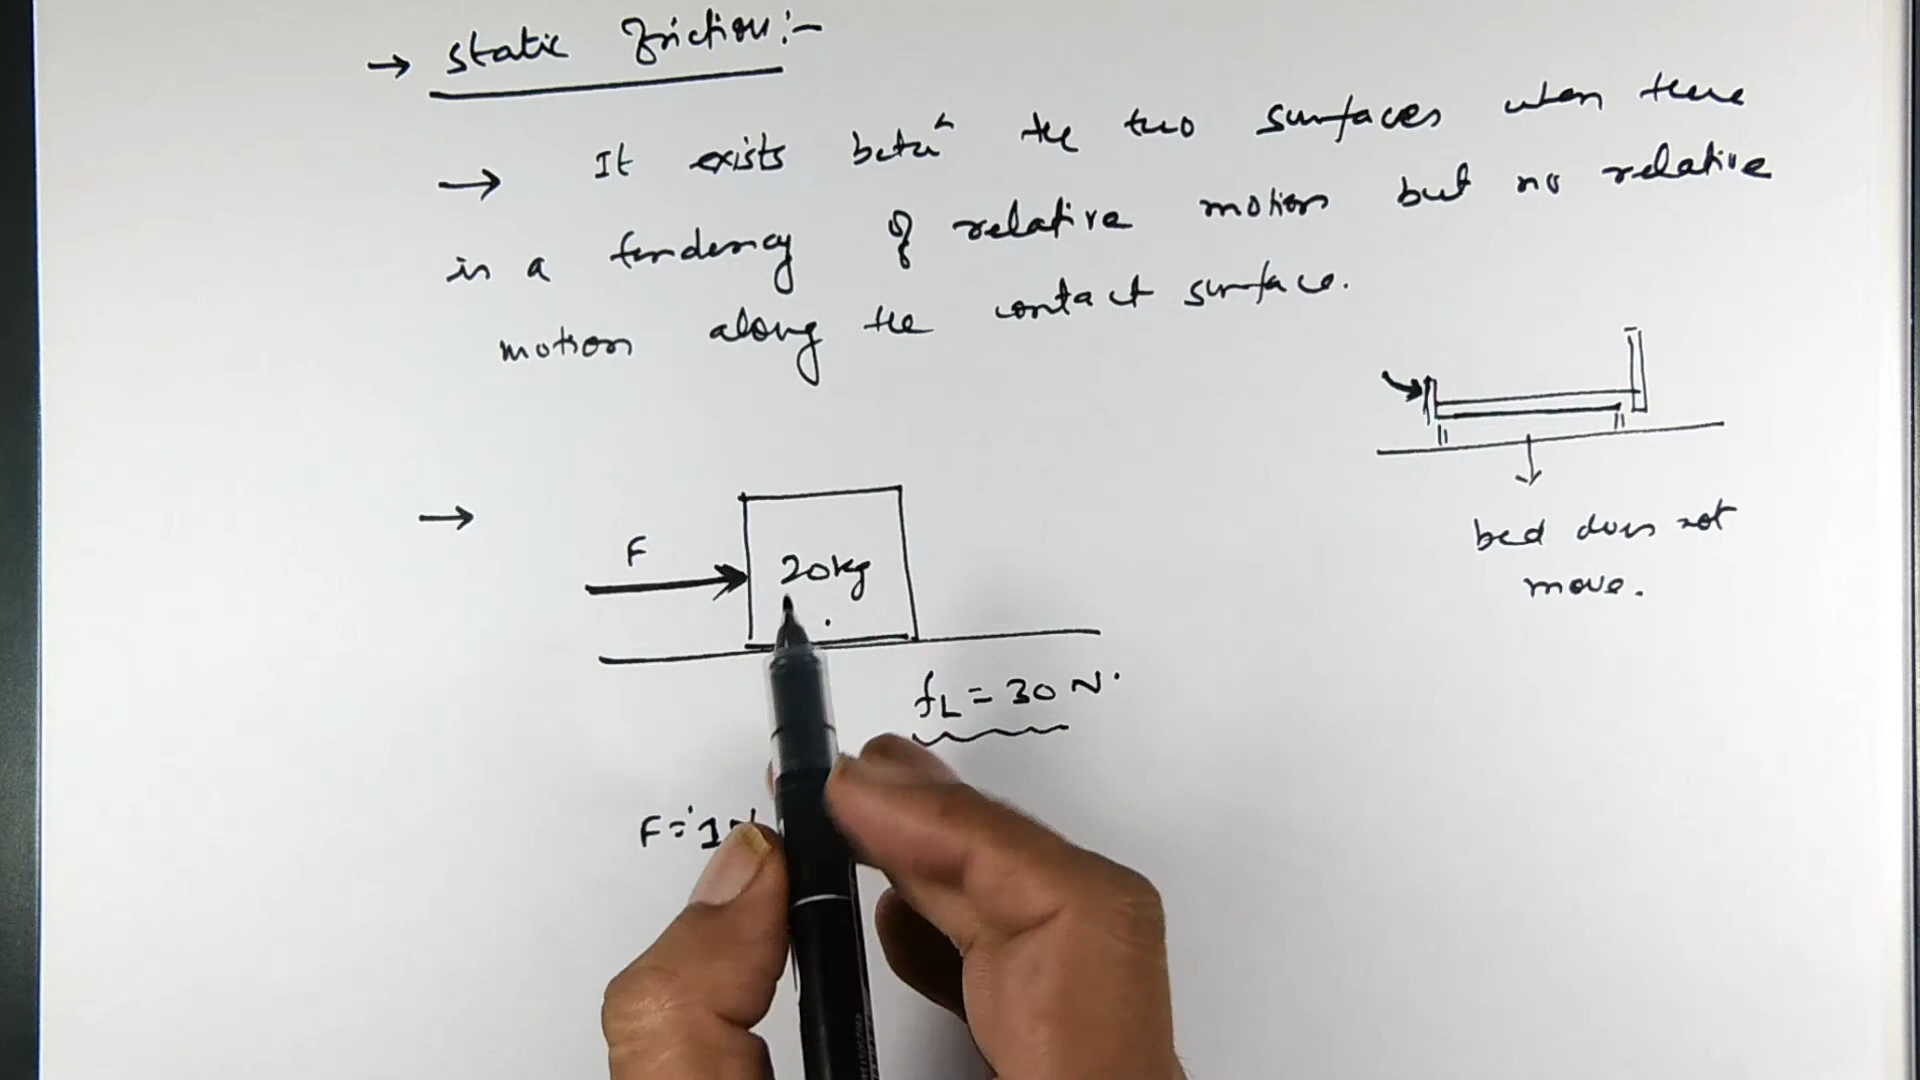 → static friction:-
→ It exists betwn the two surfaces when there
is a tendency of relative motion but no relative
motion along the contact surface.
→
F
20kg
fL = 30 N.
F = 1N
bed does not
move.